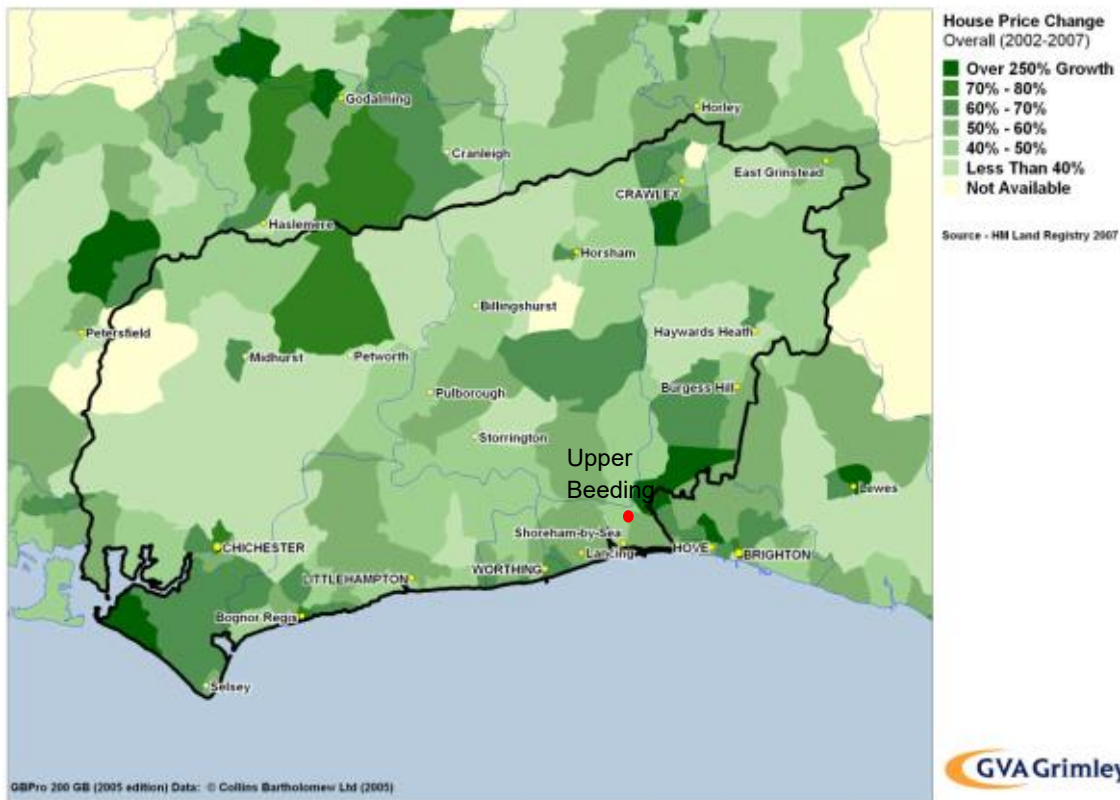 House Price Change
Overall (2002-2007)
Over 250% Growth
70% - 80%
60% - 70%
50% - 60%
40% - 50%
Less Than 40%
Not Available
Source - HM Land Registry 2007
Godalming
Horley
Cranleigh
East Grinstead
CRAWLEY
Haslemere
Horsham
Billingshurst
Petersfield
Haywards Heath
Midhurst
Petworth
Burgess Hill
Pulborough
Storrington
Upper
Beeding
Lewes
Shoreham-by-Sea
CHICHESTER
Lancing
HOVE
BRIGHTON
WORTHING
LITTLEHAMPTON
Bognor Regis
Selsey
GBPro 200 GB (2005 edition) Data: © Collins Bartholomew Ltd (2005)
GVA Grimley